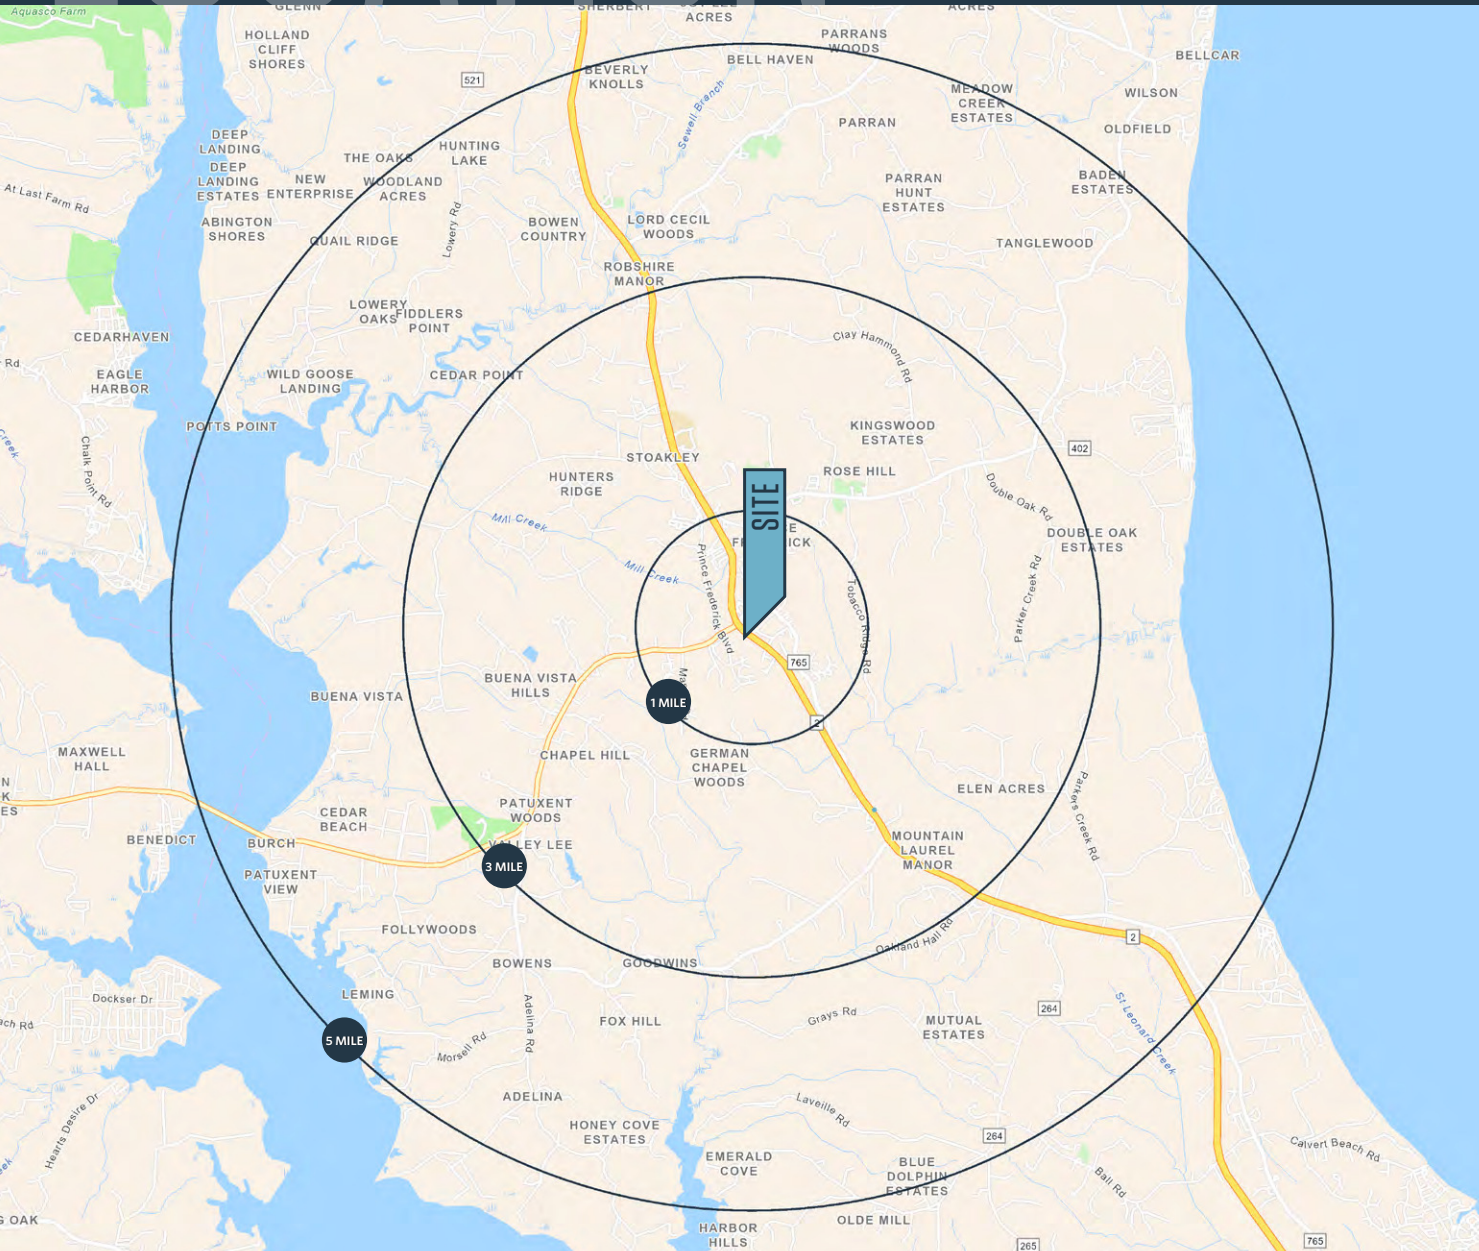 Aquasco Farm
GLENN
SHERBERT
ACRES
ACRES
HOLLAND
CLIFF
SHORES
PARRANS
WOODS
BELL HAVEN
BELLCAR
521
BEVERLY
KNOLLS
MEADOW
CREEK
ESTATES
WILSON
Sewell Branch
PARRAN
OLDFIELD
DEEP
LANDING
HUNTING
LAKE
THE OAKS
DEEP
LANDING
ESTATES
NEW
ENTERPRISE
WOODLAND
ACRES
PARRAN
HUNT
ESTATES
BADEN
ESTATES
At Last Farm Rd
ABINGTON
SHORES
Lowery Rd
BOWEN
COUNTRY
LORD CECIL
WOODS
QUAIL RIDGE
TANGLEWOOD
ROBSHIRE
MANOR
LOWERY
OAKS
FIDDLERS
POINT
CEDARHAVEN
Clay Hammond Rd
Rd
EAGLE
HARBOR
WILD GOOSE
LANDING
CEDAR POINT
POTTS POINT
KINGSWOOD
ESTATES
Creek
Chalk Point Rd
STOAKLEY
402
HUNTERS
RIDGE
ROSE HILL
Double Oak Rd
SITE
Mill Creek
DOUBLE OAK
ESTATES
Mill Creek
Prince Frederick Blvd
Tobacco Ridge Rd
Parker Creek Rd
765
BUENA VISTA
HILLS
BUENA VISTA
1 MILE
2
MAXWELL
HALL
CHAPEL HILL
GERMAN
CHAPEL
WOODS
ELEN ACRES
Parkers Creek Rd
PATUXENT
WOODS
CEDAR
BEACH
BENEDICT
BURCH
VALLEY LEE
MOUNTAIN
LAUREL
MANOR
3 MILE
PATUXENT
VIEW
FOLLYWOODS
Oakland Hall Rd
2
BOWENS
GOODWINS
LEMING
Dockser Dr
Adelina Rd
264
St Leonard Creek
Grays Rd
FOX HILL
MUTUAL
ESTATES
5 MILE
Morsell Rd
ADELINA
Laveille Rd
Hearts Desire Dr
HONEY COVE
ESTATES
264
Calvert Beach Rd
EMERALD
COVE
BLUE
DOLPHIN
ESTATES
Ball Rd
OAK
HARBOR
HILLS
OLDE MILL
265
765